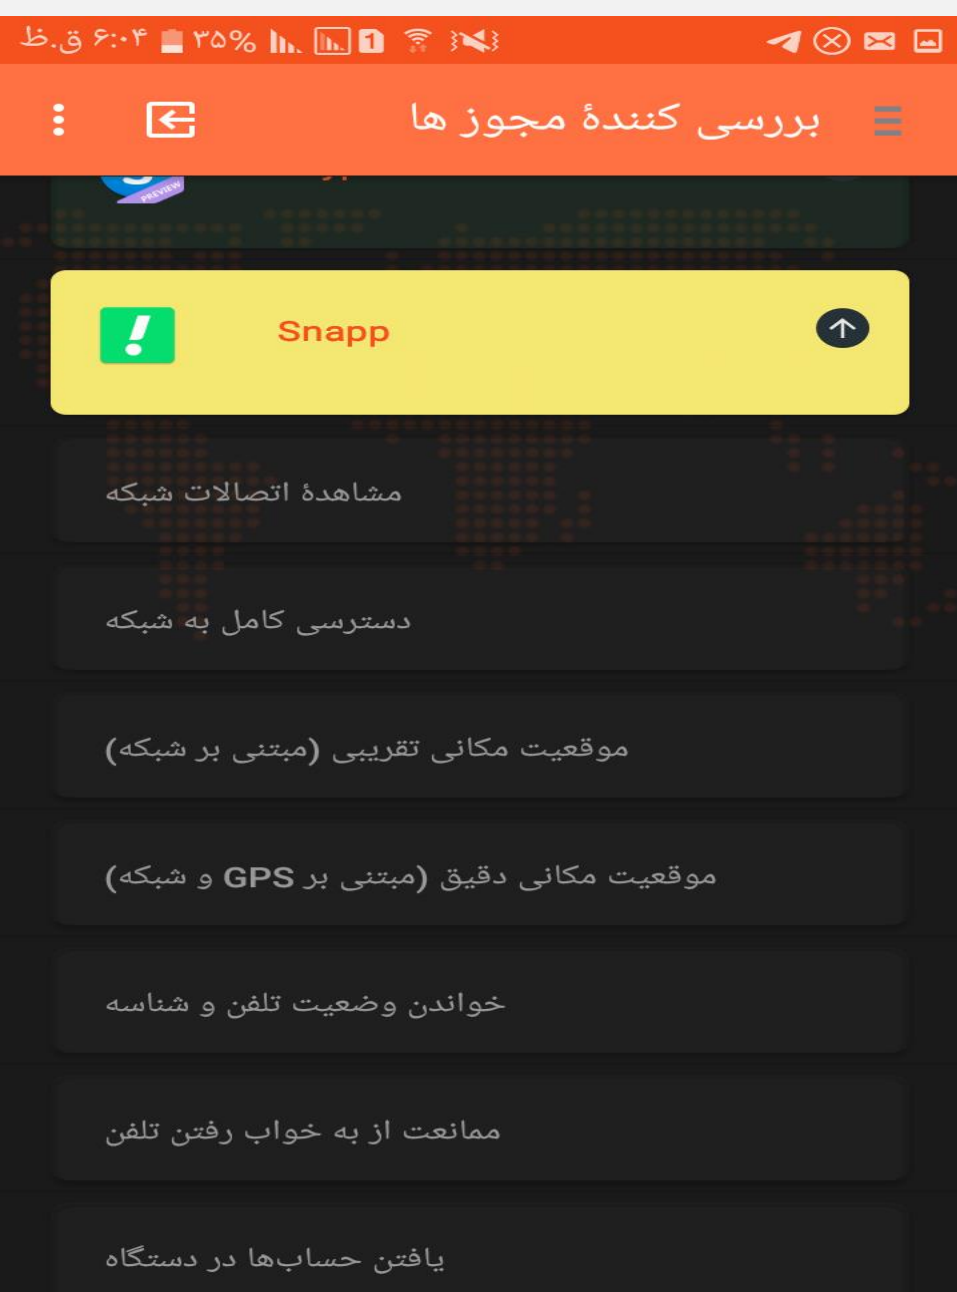 ۶:۰۴ ق.ظ ۳۵% 1
بررسی کنندهٔ مجوز ها
PREVIEW
Snapp
مشاهدهٔ اتصالات شبکه
دسترسی کامل به شبکه
موقعیت مکانی تقریبی (مبتنی بر شبکه)
موقعیت مکانی دقیق (مبتنی بر GPS و شبکه)
خواندن وضعیت تلفن و شناسه
ممانعت از به خواب رفتن تلفن
یافتن حساب‌ها در دستگاه